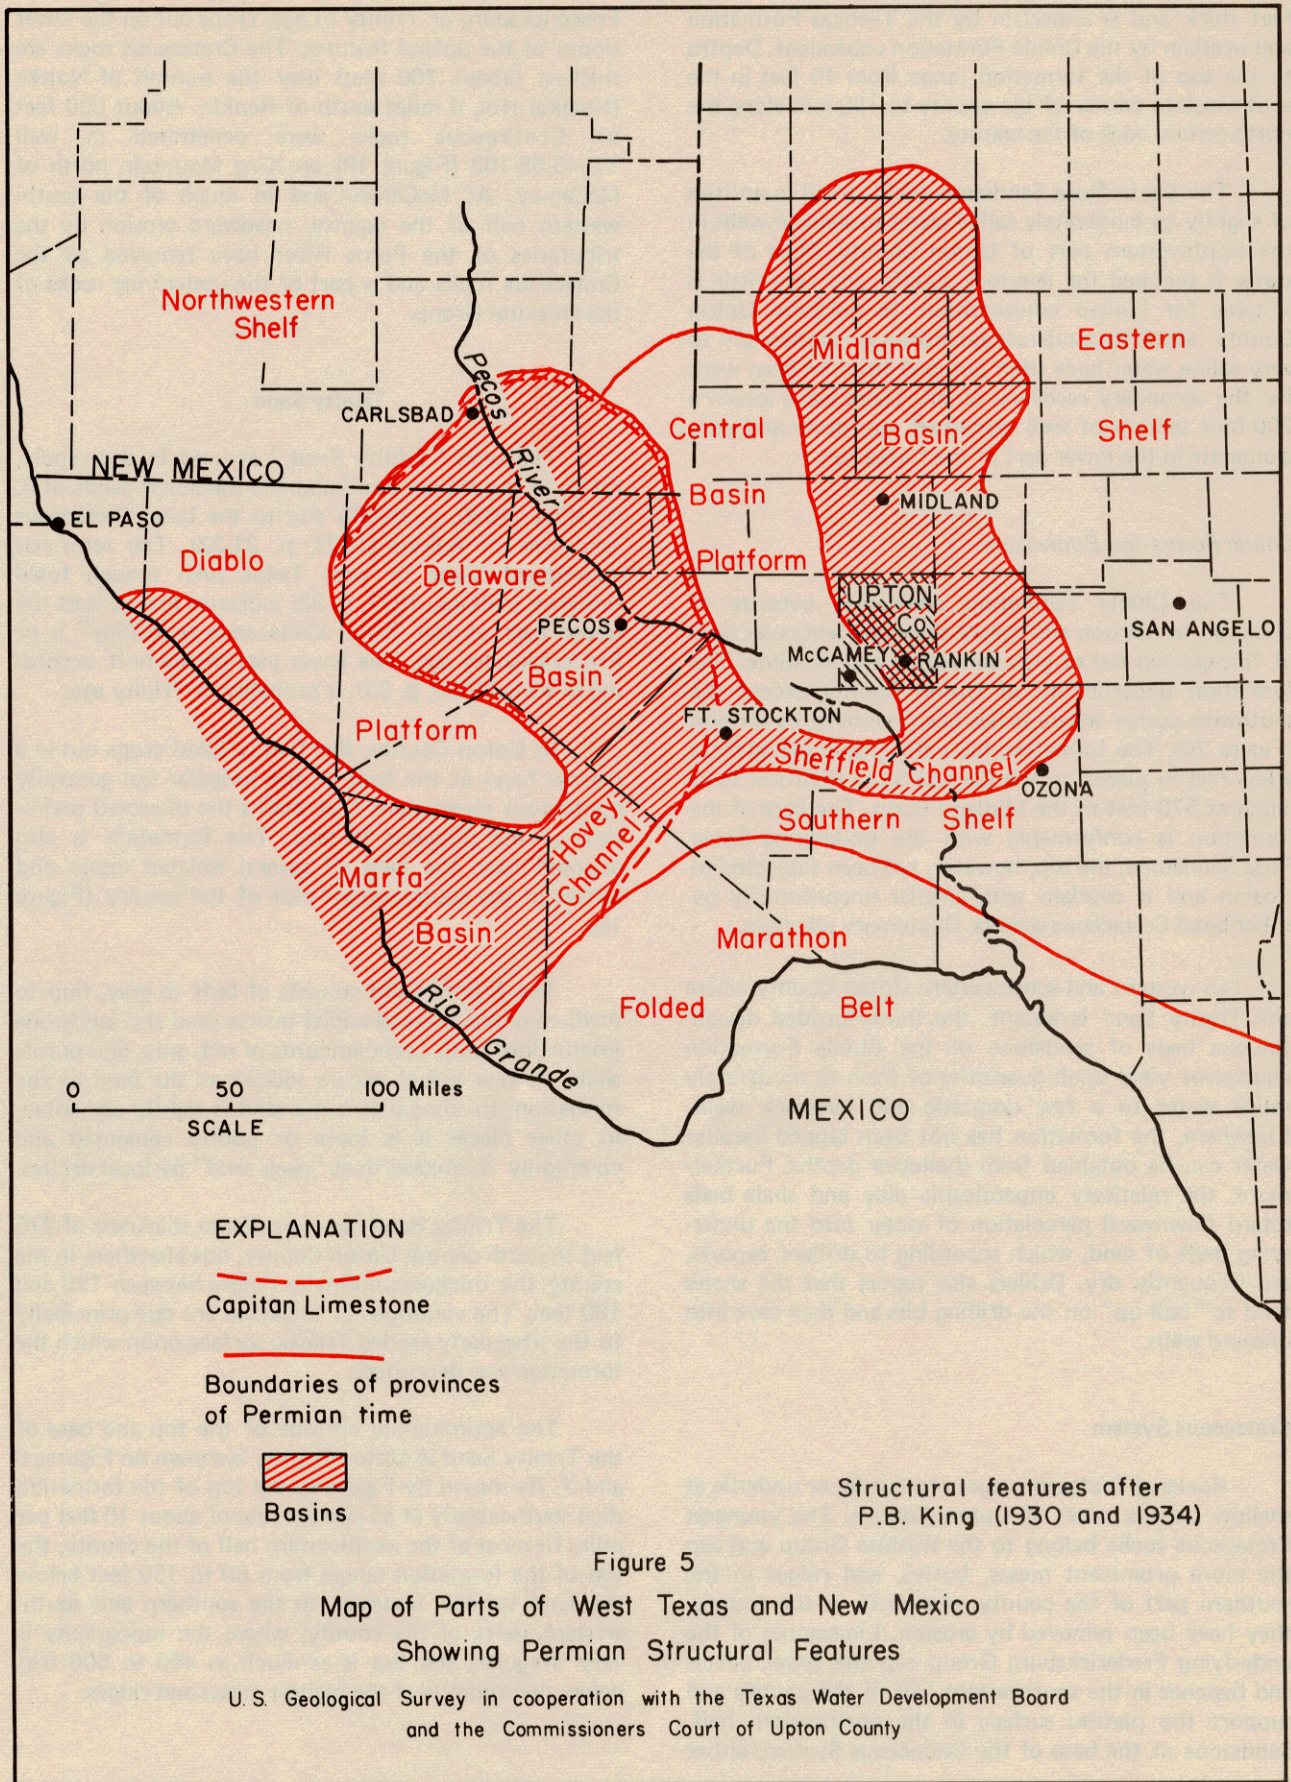 Northwestern
Shelf
Pecos
River
CARLSBAD
NEW MEXICO
EL PASO
Diablo
Platform
Delaware
Basin
PECOS
Central
Basin
Platform
Midland
Basin
MIDLAND
Eastern
Shelf
UPTON
Co
McCAMEY
RANKIN
SAN ANGELO
FT. STOCKTON
Sheffield Channel
OZONA
Southern Shelf
Hovey
Channel
Marfa
Basin
Marathon
Folded Belt
Rio Grande
MEXICO
0 50 100 Miles
SCALE
EXPLANATION
Capitan Limestone
Boundaries of provinces
of Permian time
Basins
Structural features after
P.B. King (1930 and 1934)
Figure 5
Map of Parts of West Texas and New Mexico
Showing Permian Structural Features
U.S. Geological Survey in cooperation with the Texas Water Development Board
and the Commissioners Court of Upton County